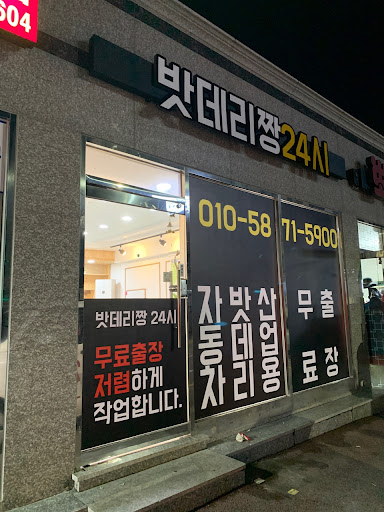 604
밧데리짱24시
010-5871-5900
자동차
밧데리
산업용
무료
출장
밧데리짱 24시
무료출장
저렴하게
작업합니다.